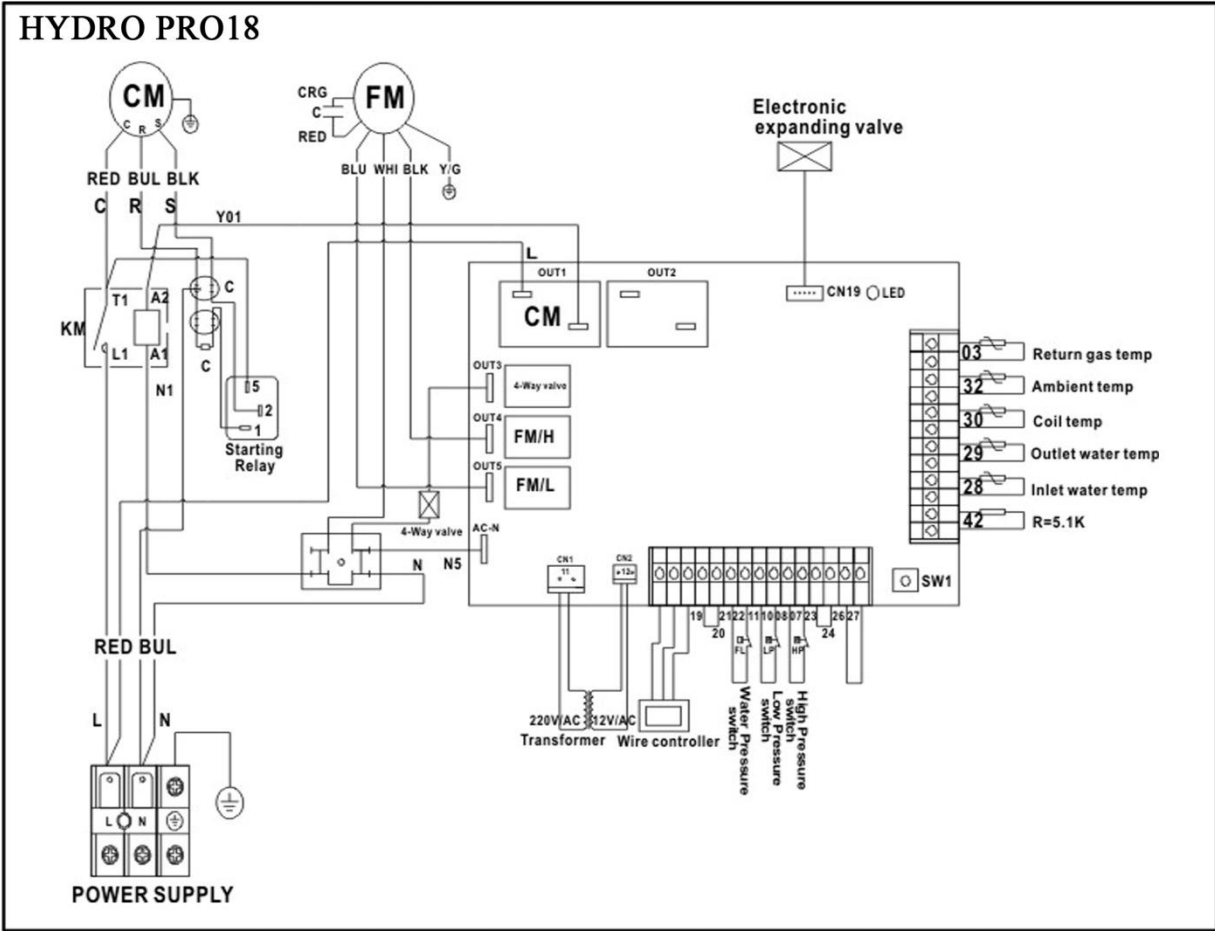 HYDRO PRO18
CM
C R S
RED BUL BLK
C R S
CRG
C
RED
FM
BLU WHI BLK Y/G
Electronic
expanding valve
Y01
L
OUT1
CM
OUT2
CN19
LED
KM
T1
A2
L1
A1
N1
C
C
5
2
1
Starting
Relay
OUT3
4-Way valve
OUT4
FM/H
OUT5
FM/L
4-Way valve
AC-N
N
N5
CN1
11
CN2
12
SW1
03 Return gas temp
32 Ambient temp
30 Coil temp
29 Outlet water temp
28 Inlet water temp
42 R=5.1K
19
20
21
22
11
10
08
07
23
24
26
27
FL
LP
HP
RED BUL
L
N
220V/AC
12V/AC
Transformer
Wire controller
Water Pressure
switch
Low Pressure
switch
High Pressure
switch
L N
POWER SUPPLY